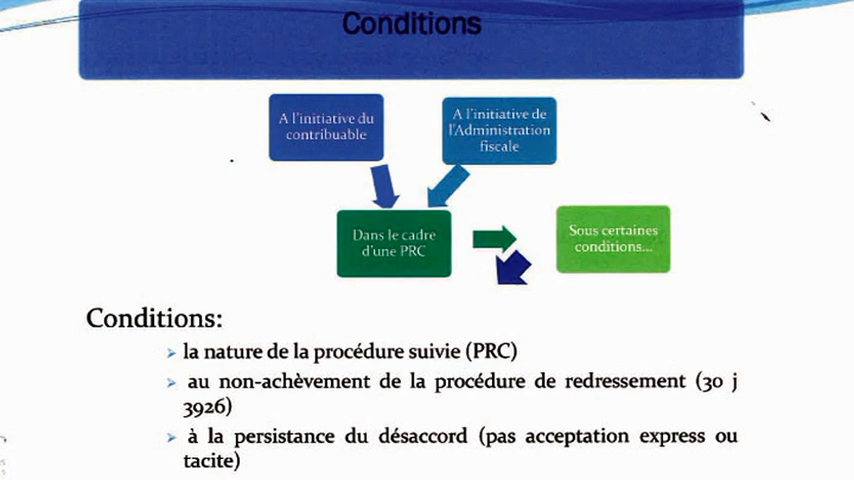 Conditions
A l'initiative du
contribuable
A l'initiative de
l'Administration
fiscale
Dans le cadre
d'une PRC
Sous certaines
conditions...
Conditions:
la nature de la procédure suivie (PRC)
au non-achèvement de la procédure de redressement (30 j
3926)
à la persistance du désaccord (pas acceptation express ou
tacite)